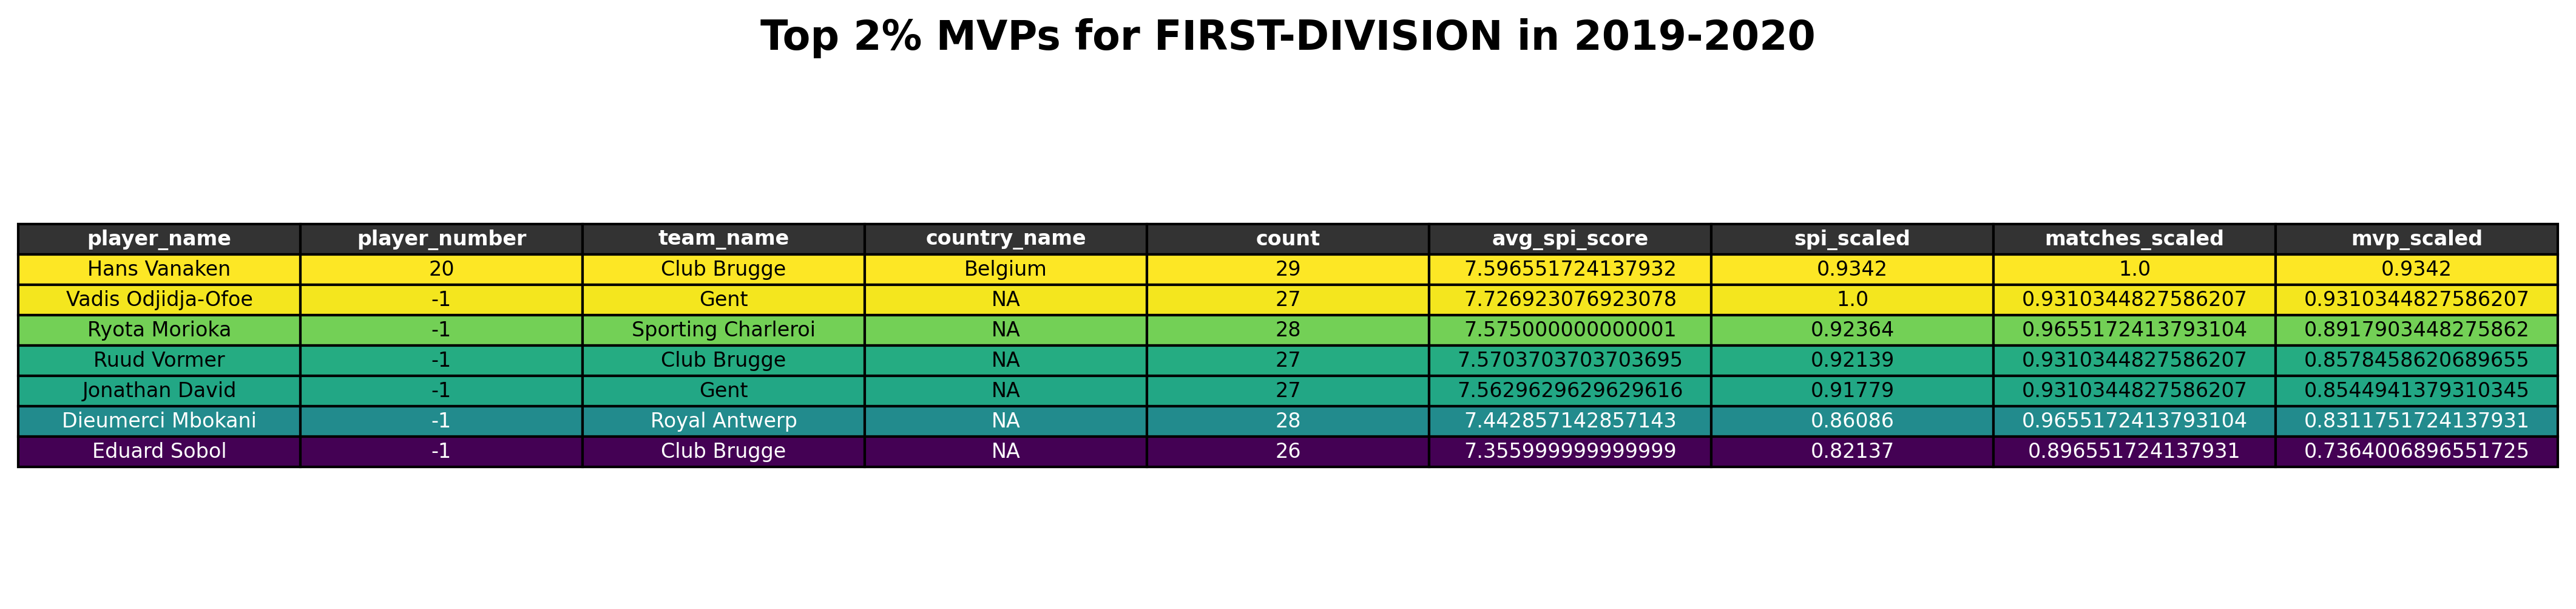 Top 2% MVPs for FIRST-DIVISION in 2019-2020
player_name player_number team_name country_name count avg_spi_score spi_scaled matches_scaled mvp_scaled
Hans Vanaken 20 Club Brugge Belgium 29 7.596551724137932 0.9342 1.0 0.9342
Vadis Odjidja-Ofoe -1 Gent NA 27 7.726923076923078 1.0 0.9310344827586207 0.9310344827586207
Ryota Morioka -1 Sporting Charleroi NA 28 7.575000000000001 0.92364 0.9655172413793104 0.8917903448275862
Ruud Vormer -1 Club Brugge NA 27 7.5703703703703695 0.92139 0.9310344827586207 0.8578458620689655
Jonathan David -1 Gent NA 27 7.5629629629629616 0.91779 0.9310344827586207 0.8544941379310345
Dieumerci Mbokani -1 Royal Antwerp NA 28 7.442857142857143 0.86086 0.9655172413793104 0.8311751724137931
Eduard Sobol -1 Club Brugge NA 26 7.355999999999999 0.82137 0.896551724137931 0.7364006896551725